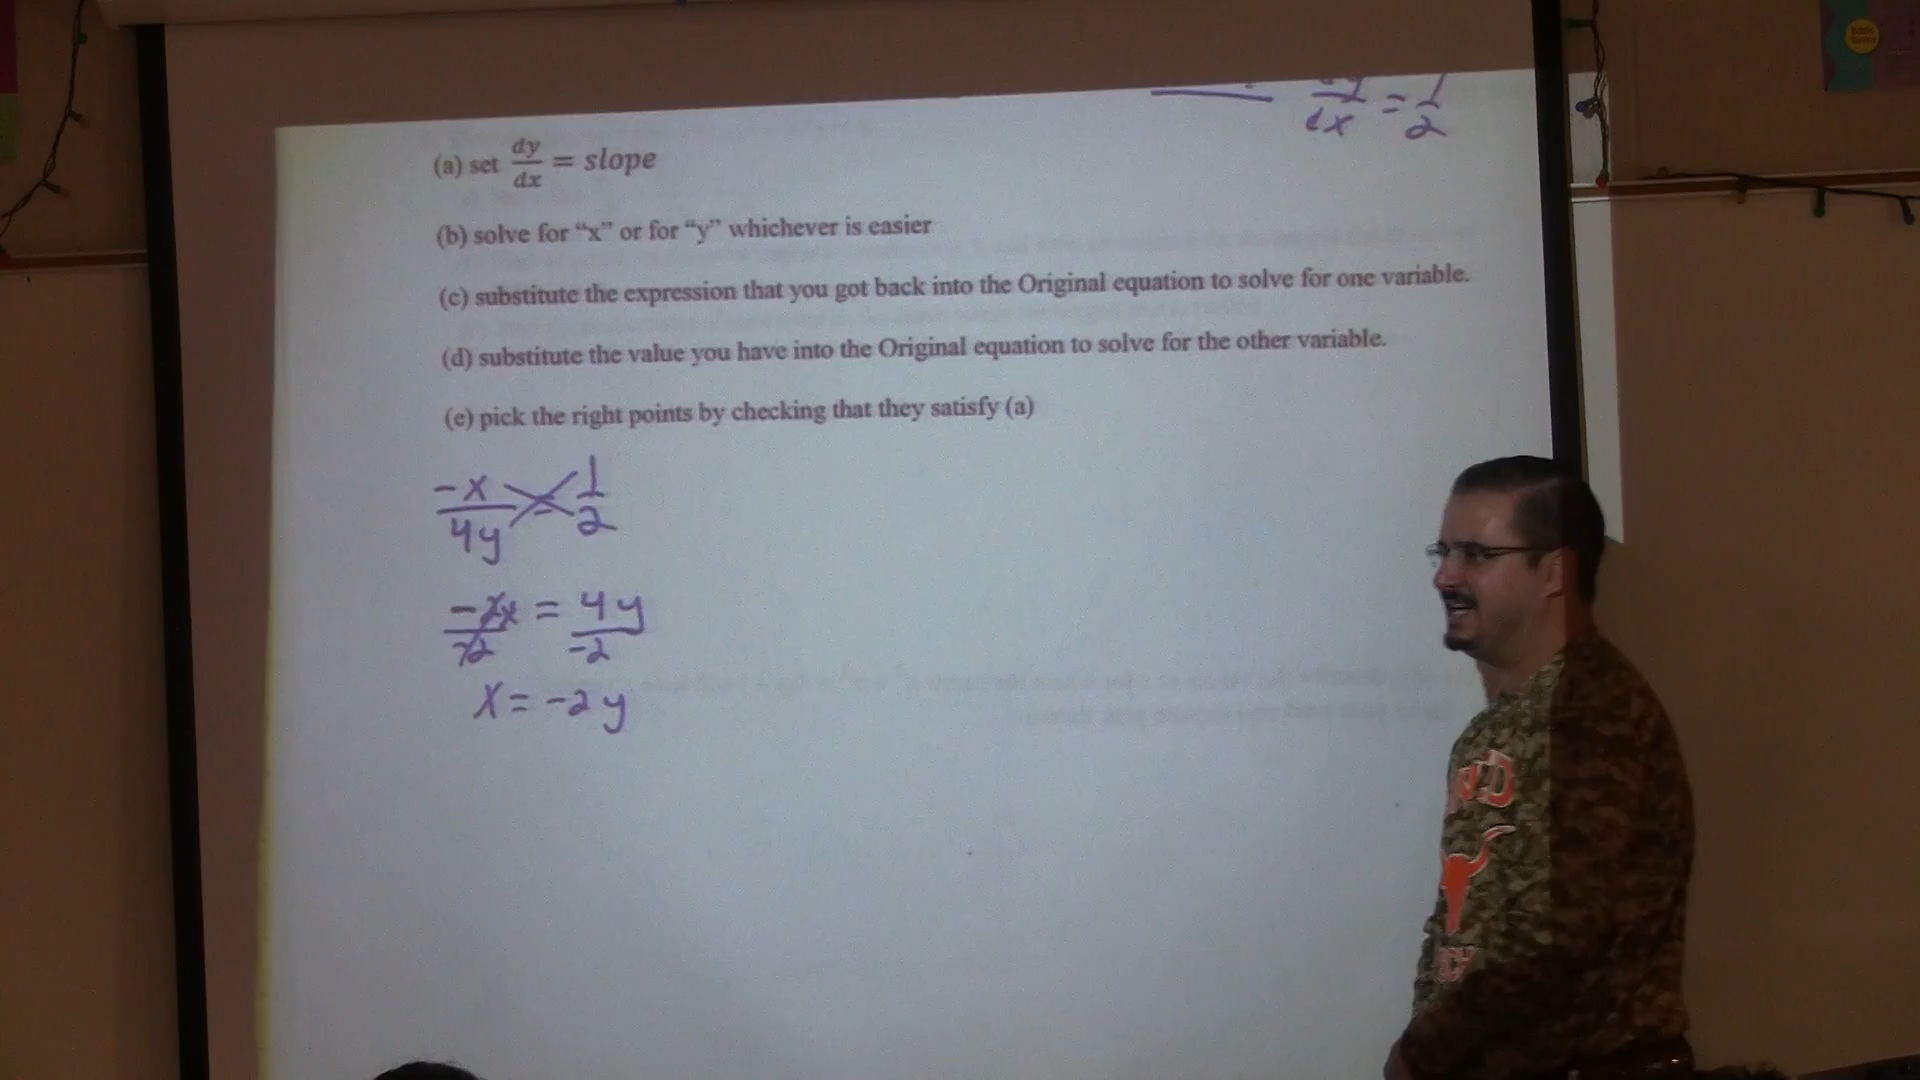 dy/dx = 1/2
(a) set dy/dx = slope
(b) solve for “x” or for “y” whichever is easier
(c) substitute the expression that you got back into the Original equation to solve for one variable.
(d) substitute the value you have into the Original equation to solve for the other variable.
(e) pick the right points by checking that they satisfy (a)
-x/4y = 1/2
-2x/-2 = 4y/-2
x = -2y